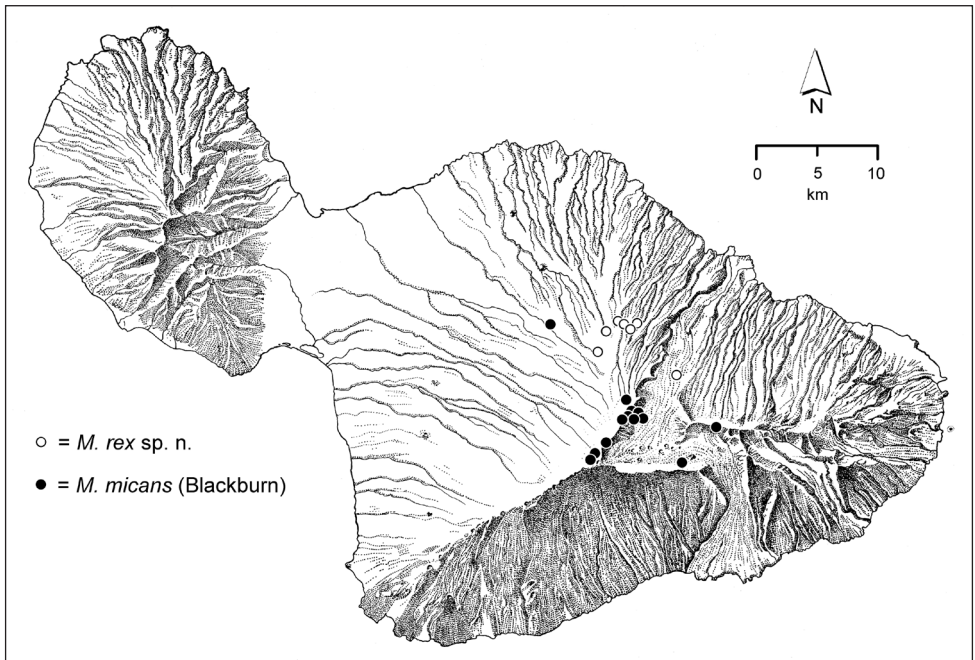 N
0 5 10
km
○ = M. rex sp. n.
● = M. micans (Blackburn)